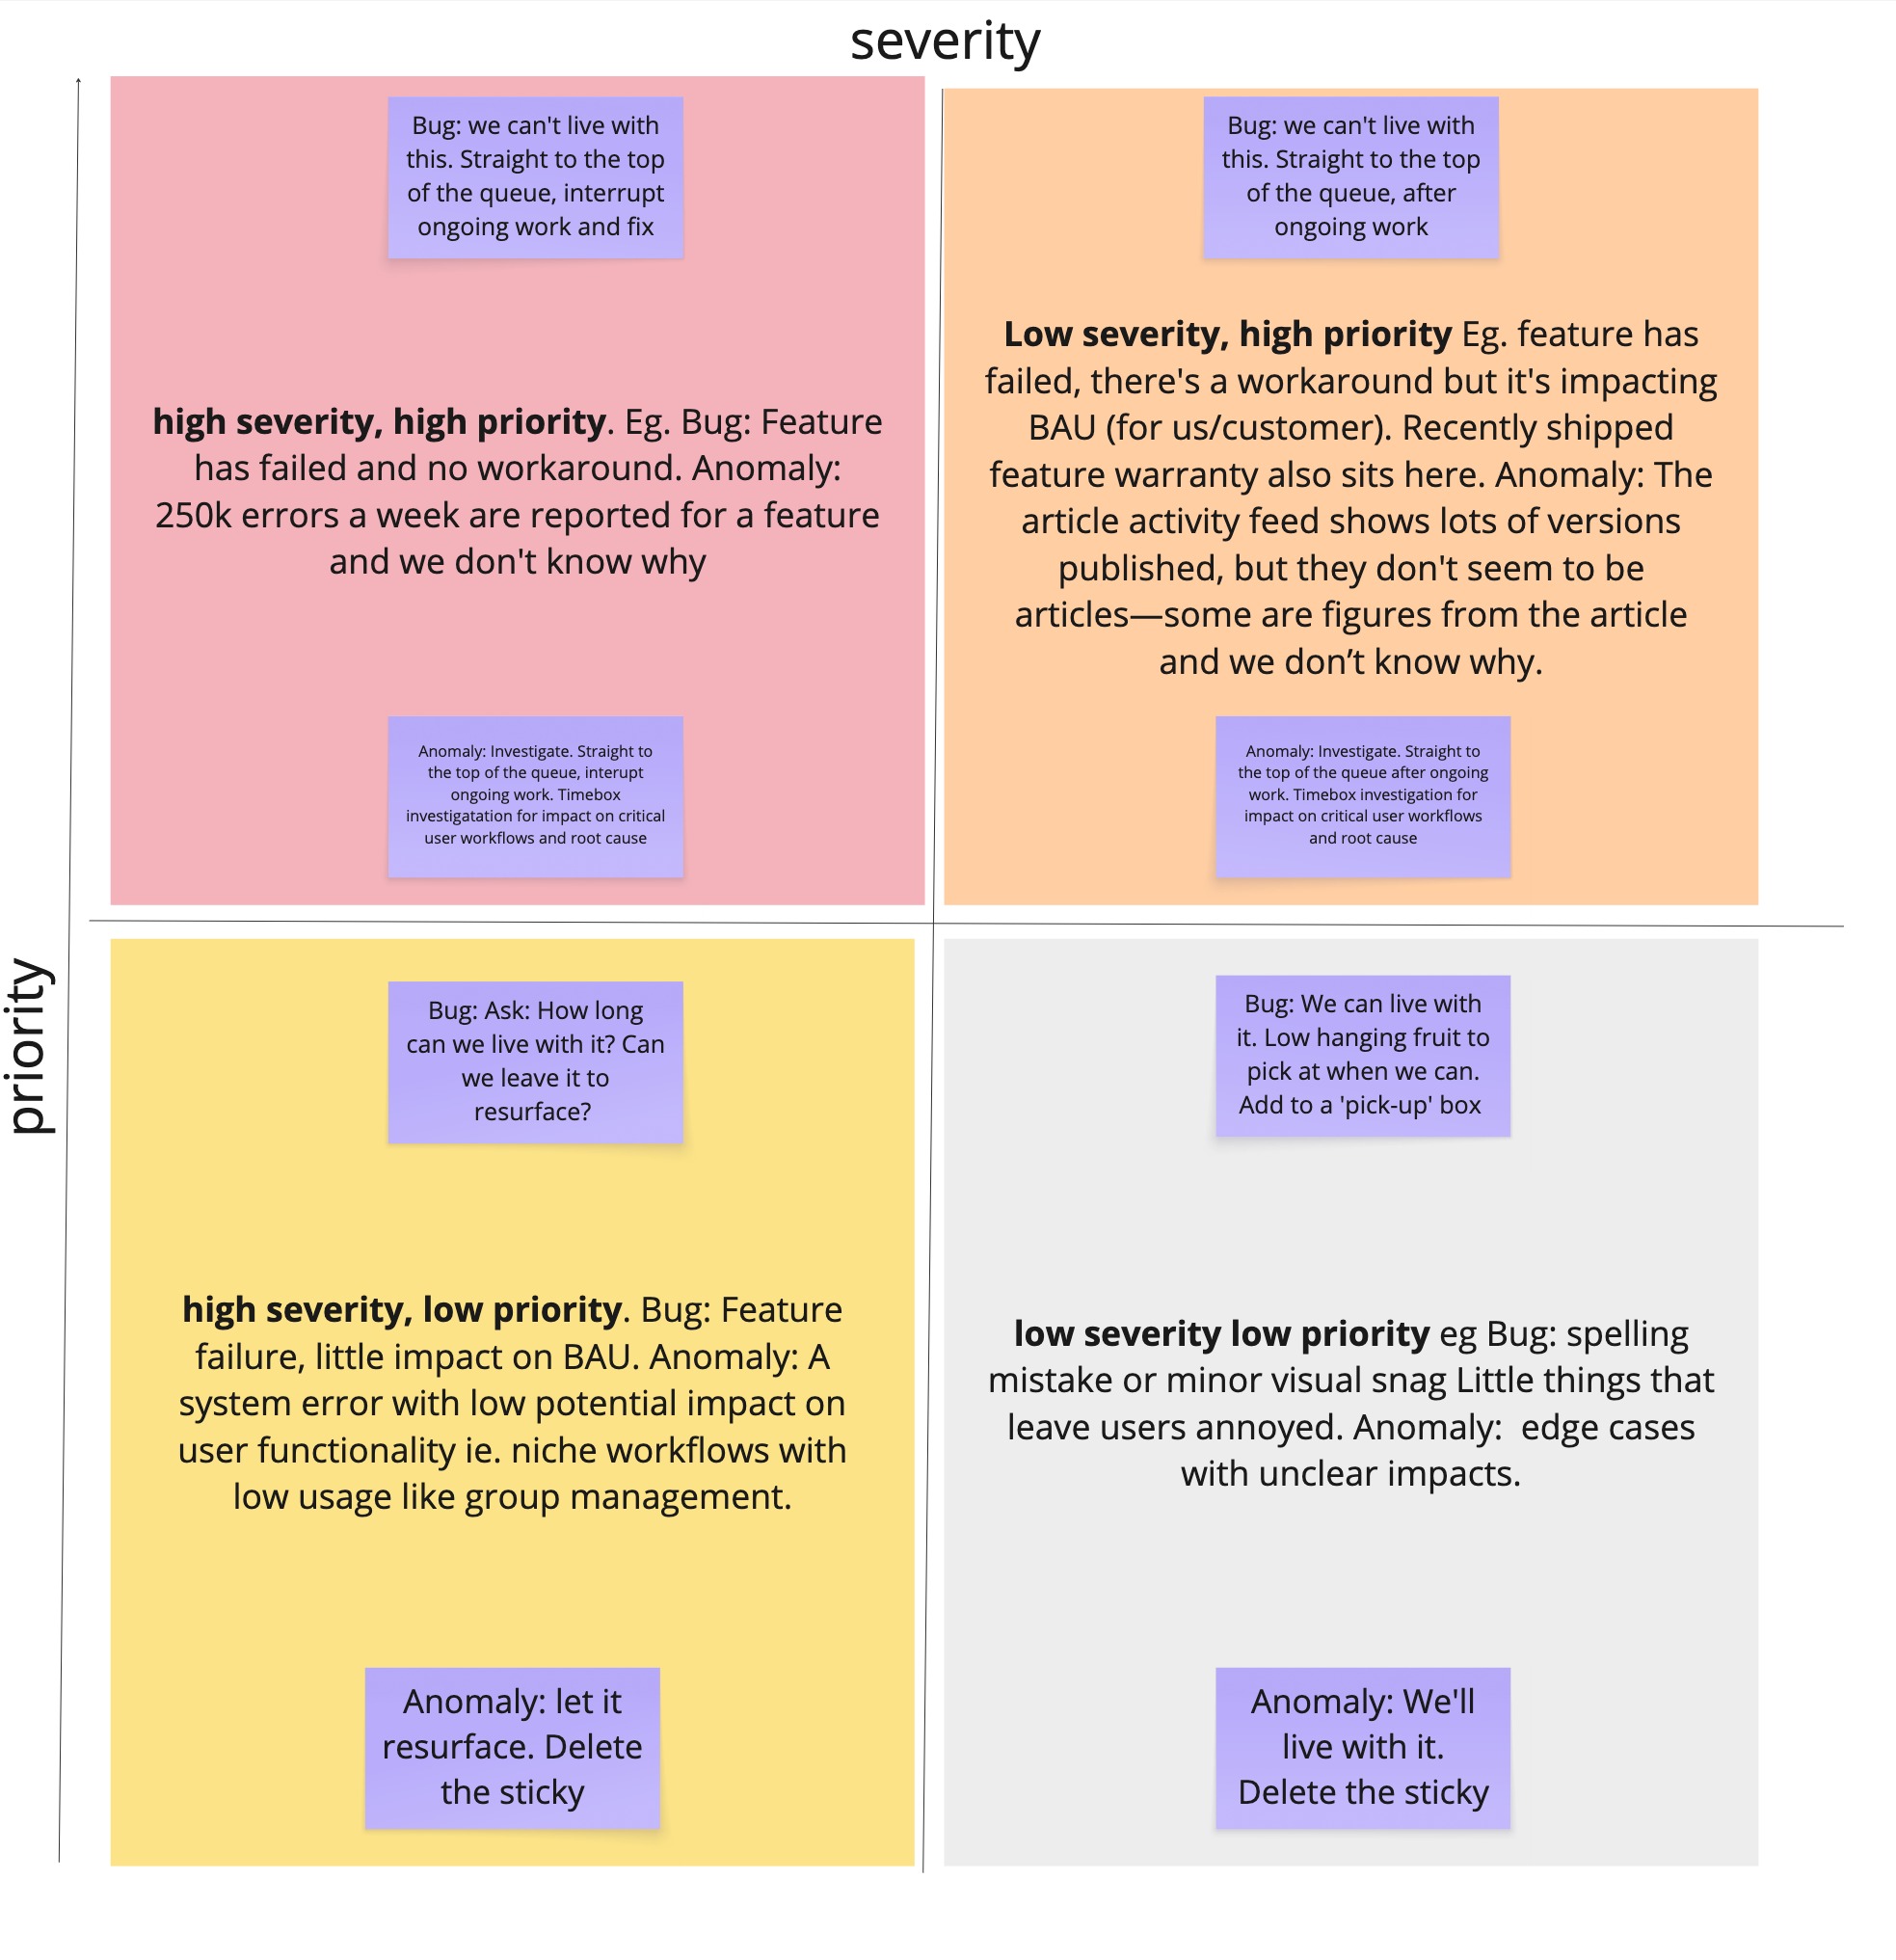 severity
Bug: we can't live with
this. Straight to the top
of the queue, interrupt
ongoing work and fix
high severity, high priority. Eg. Bug: Feature
has failed and no workaround. Anomaly:
250k errors a week are reported for a feature
and we don't know why
Anomaly: Investigate. Straight to
the top of the queue, interupt
ongoing work. Timebox
investigatation for impact on critical
user workflows and root cause
Bug: we can't live with
this. Straight to the top
of the queue, after
ongoing work
Low severity, high priority Eg. feature has
failed, there's a workaround but it's impacting
BAU (for us/customer). Recently shipped
feature warranty also sits here. Anomaly: The
article activity feed shows lots of versions
published, but they don't seem to be
articles—some are figures from the article
and we don’t know why.
Anomaly: Investigate. Straight to
the top of the queue after ongoing
work. Timebox investigation for
impact on critical user workflows
and root cause
priority
Bug: Ask: How long
can we live with it? Can
we leave it to
resurface?
high severity, low priority. Bug: Feature
failure, little impact on BAU. Anomaly: A
system error with low potential impact on
user functionality ie. niche workflows with
low usage like group management.
Anomaly: let it
resurface. Delete
the sticky
Bug: We can live with
it. Low hanging fruit to
pick at when we can.
Add to a 'pick-up' box
low severity low priority eg Bug: spelling
mistake or minor visual snag Little things that
leave users annoyed. Anomaly:  edge cases
with unclear impacts.
Anomaly: We'll
live with it.
Delete the sticky